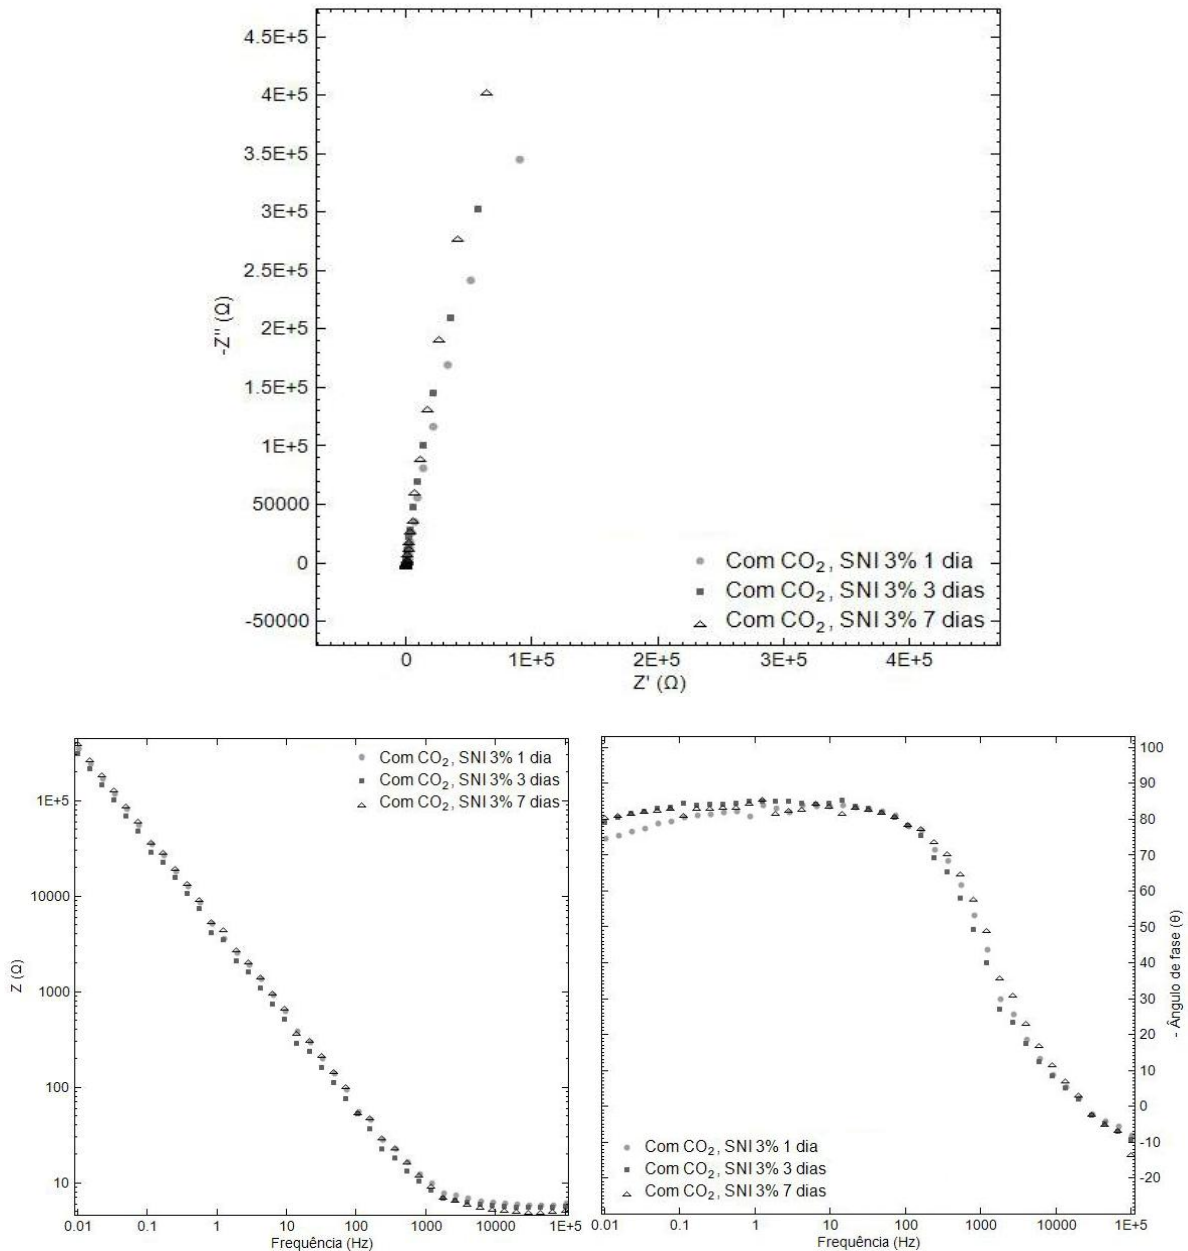 4.5E+5
4E+5
3.5E+5
3E+5
2.5E+5
2E+5
1.5E+5
1E+5
50000
0
-50000
-Z'' (Ω)
Com CO₂, SNI 3% 1 dia
Com CO₂, SNI 3% 3 dias
Com CO₂, SNI 3% 7 dias
0 1E+5 2E+5 3E+5 4E+5
Z' (Ω)
Com CO₂, SNI 3% 1 dia
Com CO₂, SNI 3% 3 dias
Com CO₂, SNI 3% 7 dias
1E+5
10000
1000
100
10
Z (Ω)
0.01 0.1 1 10 100 1000 10000 1E+5
Frequência (Hz)
100
90
80
70
60
50
40
30
20
10
0
-10
-20
- Ângulo de fase (θ)
Com CO₂, SNI 3% 1 dia
Com CO₂, SNI 3% 3 dias
Com CO₂, SNI 3% 7 dias
0.01 0.1 1 10 100 1000 10000 1E+5
Frequência (Hz)